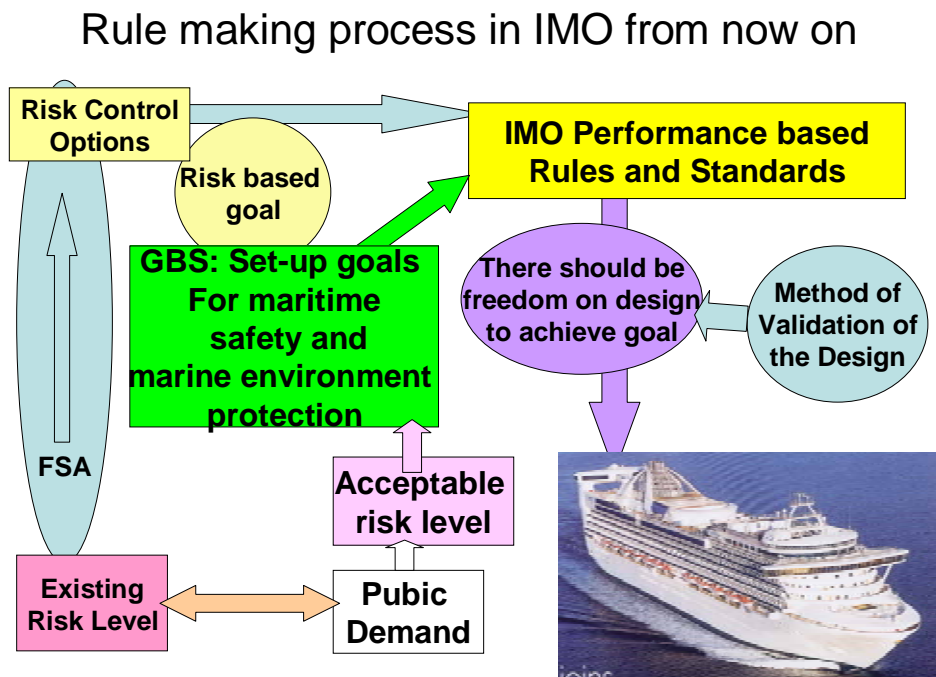 Rule making process in IMO from now on
Risk Control
Options
IMO Performance based
Rules and Standards
Risk based
goal
GBS: Set-up goals
For maritime
safety and
marine environment
protection
There should be
freedom on design
to achieve goal
Method of
Validation of
the Design
FSA
Acceptable
risk level
Existing
Risk Level
Pubic
Demand
joins